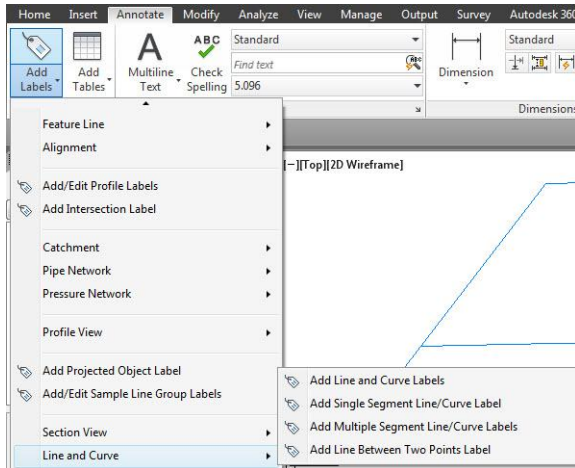 Home Insert Annotate Modify Analyze View Manage Output Survey Autodesk 360
Add Labels
Add Tables
Multiline Text
ABC
Check Spelling
Standard
Find text
5.096
Dimension
Standard
Dimensions
Feature Line
Alignment
[−][Top][2D Wireframe]
Add/Edit Profile Labels
Add Intersection Label
Catchment
Pipe Network
Pressure Network
Profile View
Add Projected Object Label
Add/Edit Sample Line Group Labels
Section View
Line and Curve
Add Line and Curve Labels
Add Single Segment Line/Curve Label
Add Multiple Segment Line/Curve Labels
Add Line Between Two Points Label